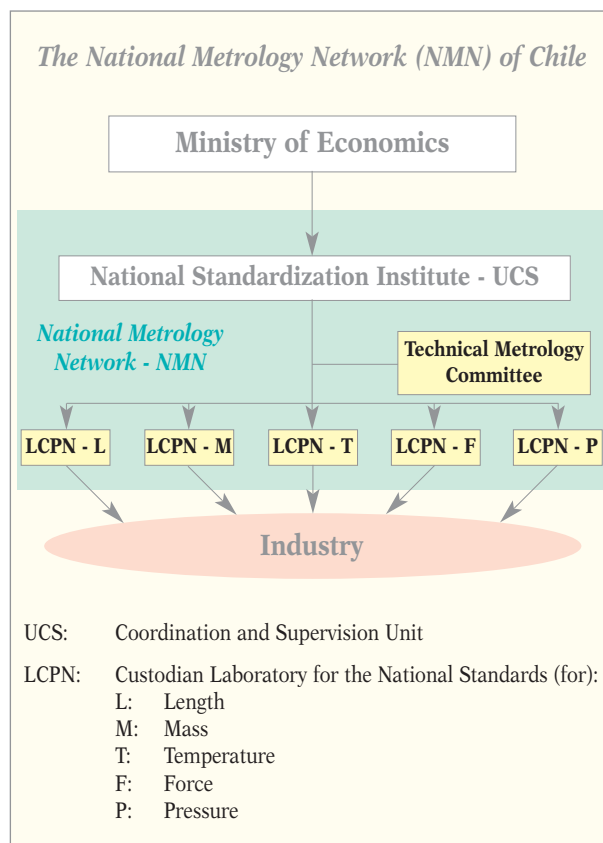 The National Metrology Network (NMN) of Chile
Ministry of Economics
National Standardization Institute - UCS
National Metrology
Network - NMN
Technical Metrology
Committee
LCPN - L
LCPN - M
LCPN - T
LCPN - F
LCPN - P
Industry
UCS: Coordination and Supervision Unit
LCPN: Custodian Laboratory for the National Standards (for):
L: Length
M: Mass
T: Temperature
F: Force
P: Pressure